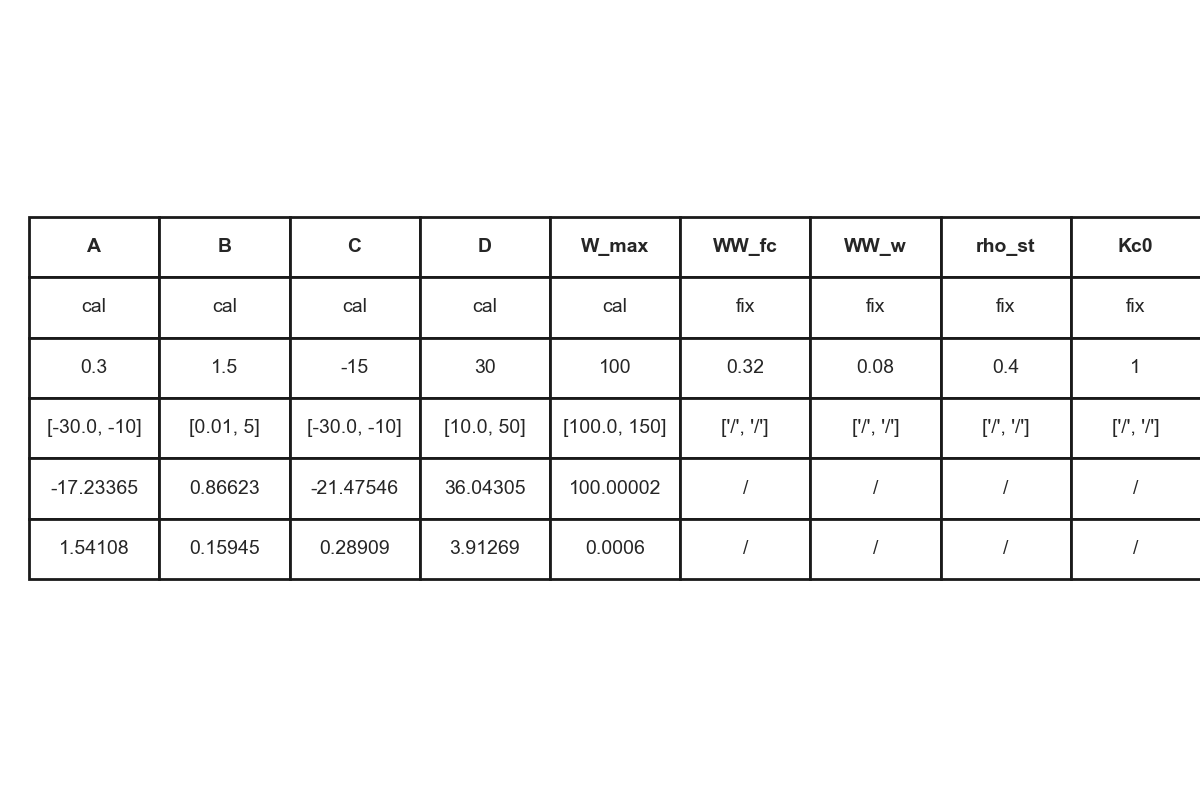 A B C D W_max WW_fc WW_w rho_st Kc0
cal cal cal cal cal fix fix fix fix
0.3 1.5 -15 30 100 0.32 0.08 0.4 1
[-30.0, -10] [0.01, 5] [-30.0, -10] [10.0, 50] [100.0, 150] ['/', '/'] ['/', '/'] ['/', '/'] ['/', '/']
-17.23365 0.86623 -21.47546 36.04305 100.00002 / / / /
1.54108 0.15945 0.28909 3.91269 0.0006 / / / /